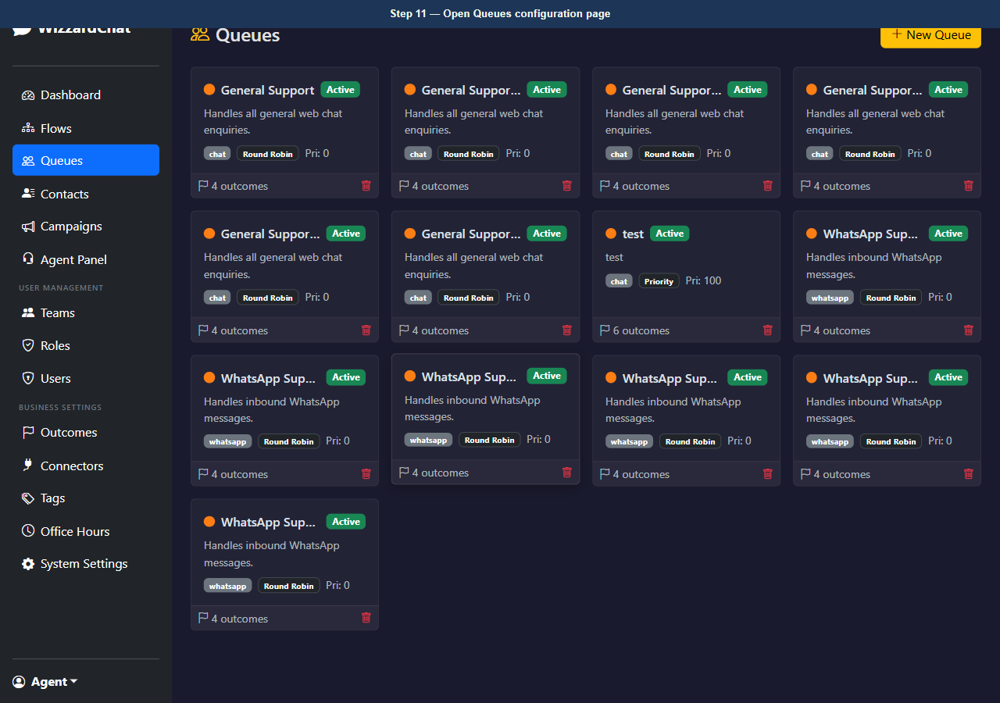 Step 11 — Open Queues configuration page
WizzardChat
Dashboard
Flows
Queues
Contacts
Campaigns
Agent Panel
USER MANAGEMENT
Teams
Roles
Users
BUSINESS SETTINGS
Outcomes
Connectors
Tags
Office Hours
System Settings
Agent
Queues
New Queue
General Support Active
Handles all general web chat
enquiries.
chat Round Robin Pri: 0
4 outcomes
General Suppor... Active
Handles all general web chat
enquiries.
chat Round Robin Pri: 0
4 outcomes
General Suppor... Active
Handles all general web chat
enquiries.
chat Round Robin Pri: 0
4 outcomes
General Suppor... Active
Handles all general web chat
enquiries.
chat Round Robin Pri: 0
4 outcomes
General Suppor... Active
Handles all general web chat
enquiries.
chat Round Robin Pri: 0
4 outcomes
General Suppor... Active
Handles all general web chat
enquiries.
chat Round Robin Pri: 0
4 outcomes
test Active
test
chat Priority Pri: 100
6 outcomes
WhatsApp Sup... Active
Handles inbound WhatsApp
messages.
whatsapp Round Robin Pri: 0
4 outcomes
WhatsApp Sup... Active
Handles inbound WhatsApp
messages.
whatsapp Round Robin Pri: 0
4 outcomes
WhatsApp Sup... Active
Handles inbound WhatsApp
messages.
whatsapp Round Robin Pri: 0
4 outcomes
WhatsApp Sup... Active
Handles inbound WhatsApp
messages.
whatsapp Round Robin Pri: 0
4 outcomes
WhatsApp Sup... Active
Handles inbound WhatsApp
messages.
whatsapp Round Robin Pri: 0
4 outcomes
WhatsApp Sup... Active
Handles inbound WhatsApp
messages.
whatsapp Round Robin Pri: 0
4 outcomes